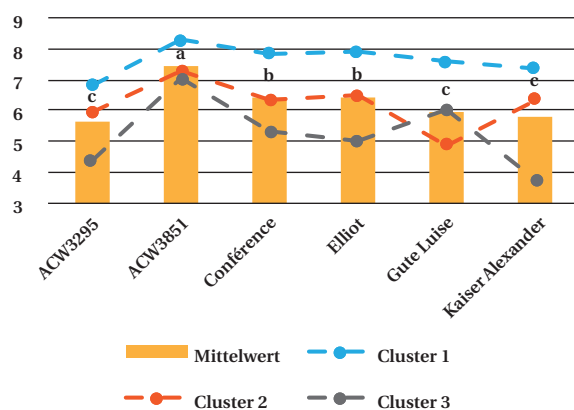 9
8
7
6
5
4
3
c
a
b
b
c
c
ACW3295
ACW3851
Conférence
Elliot
Gute Luise
Kaiser Alexander
Mittelwert
Cluster 1
Cluster 2
Cluster 3